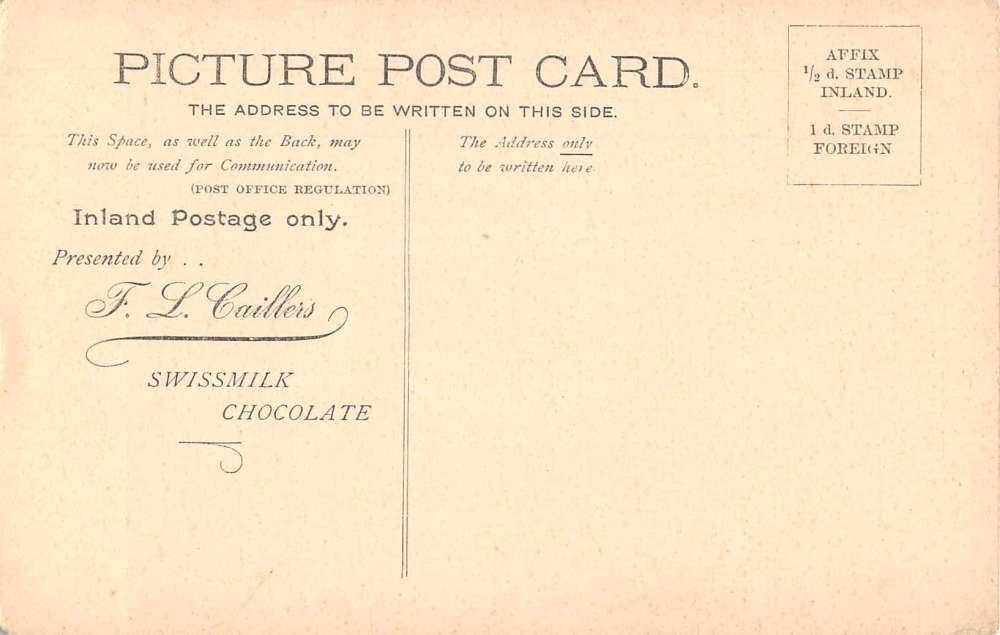 PICTURE POST CARD.
THE ADDRESS TO BE WRITTEN ON THIS SIDE.
AFFIX
1/2 d. STAMP
INLAND.
1 d. STAMP
FOREIGN
This Space, as well as the Back, may
now be used for Communication.
(POST OFFICE REGULATION)
Inland Postage only.
Presented by . .
F. L. Caillers
SWISSMILK
CHOCOLATE
The Address only
to be written here